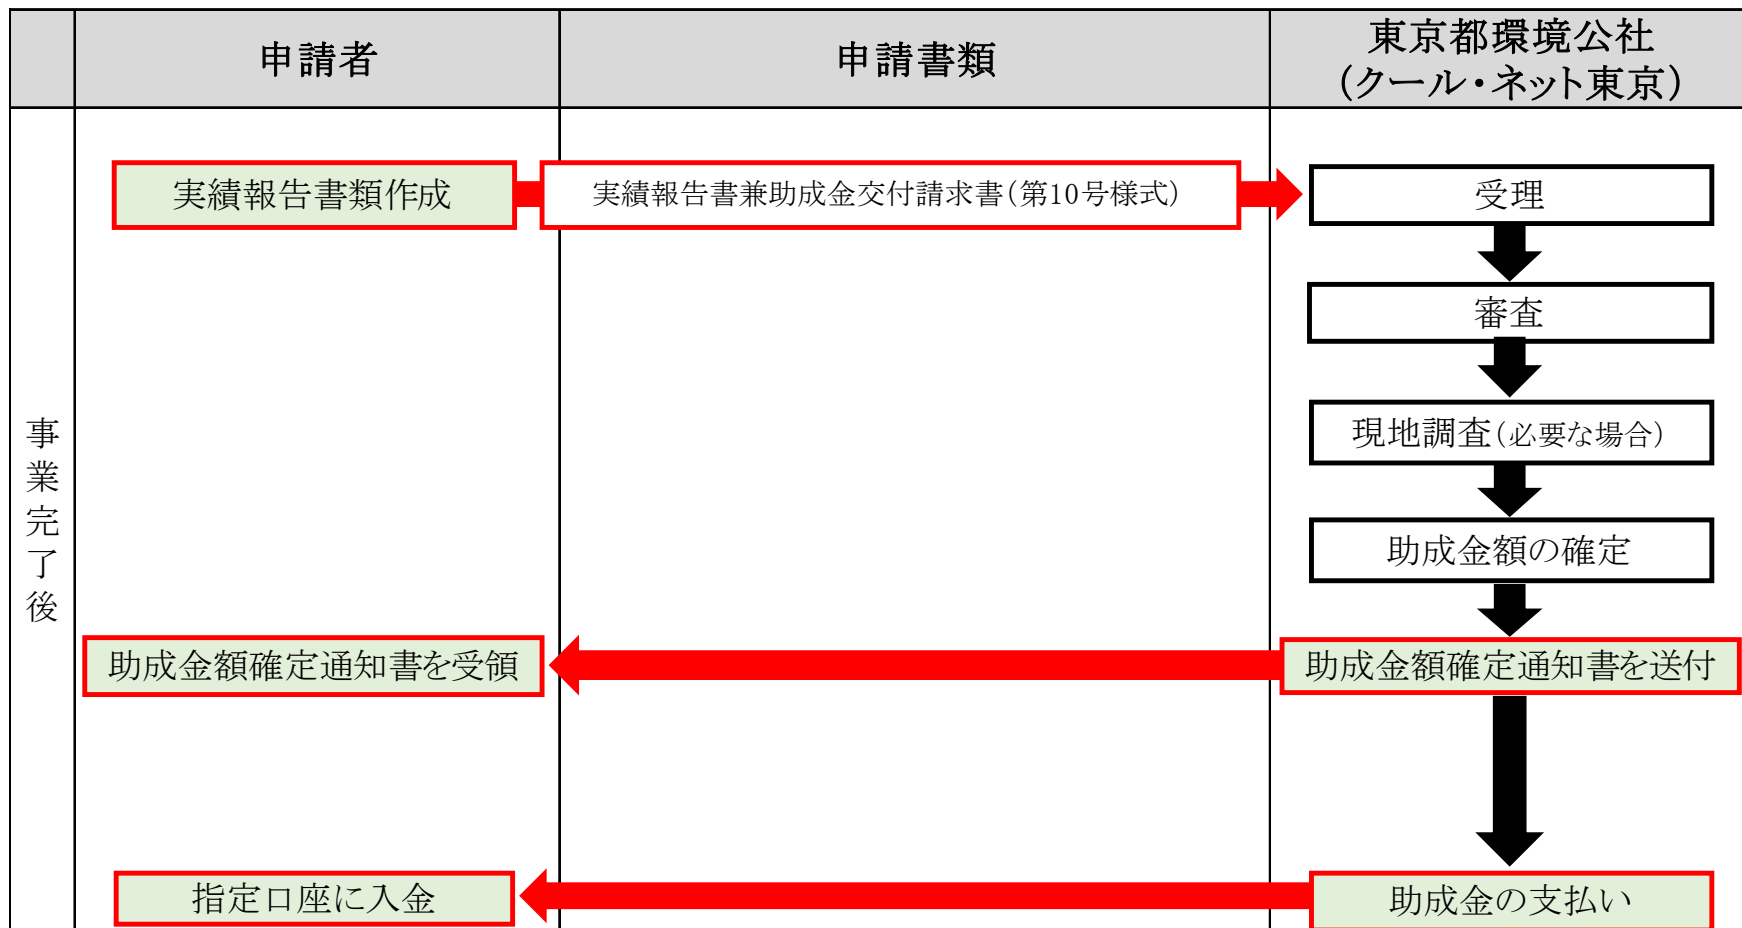 申請者
申請書類
東京都環境公社
(クール・ネット東京)
事業完了後
実績報告書類作成
実績報告書兼助成金交付請求書(第10号様式)
受理
審査
現地調査(必要な場合)
助成金額の確定
助成金額確定通知書を受領
助成金額確定通知書を送付
指定口座に入金
助成金の支払い